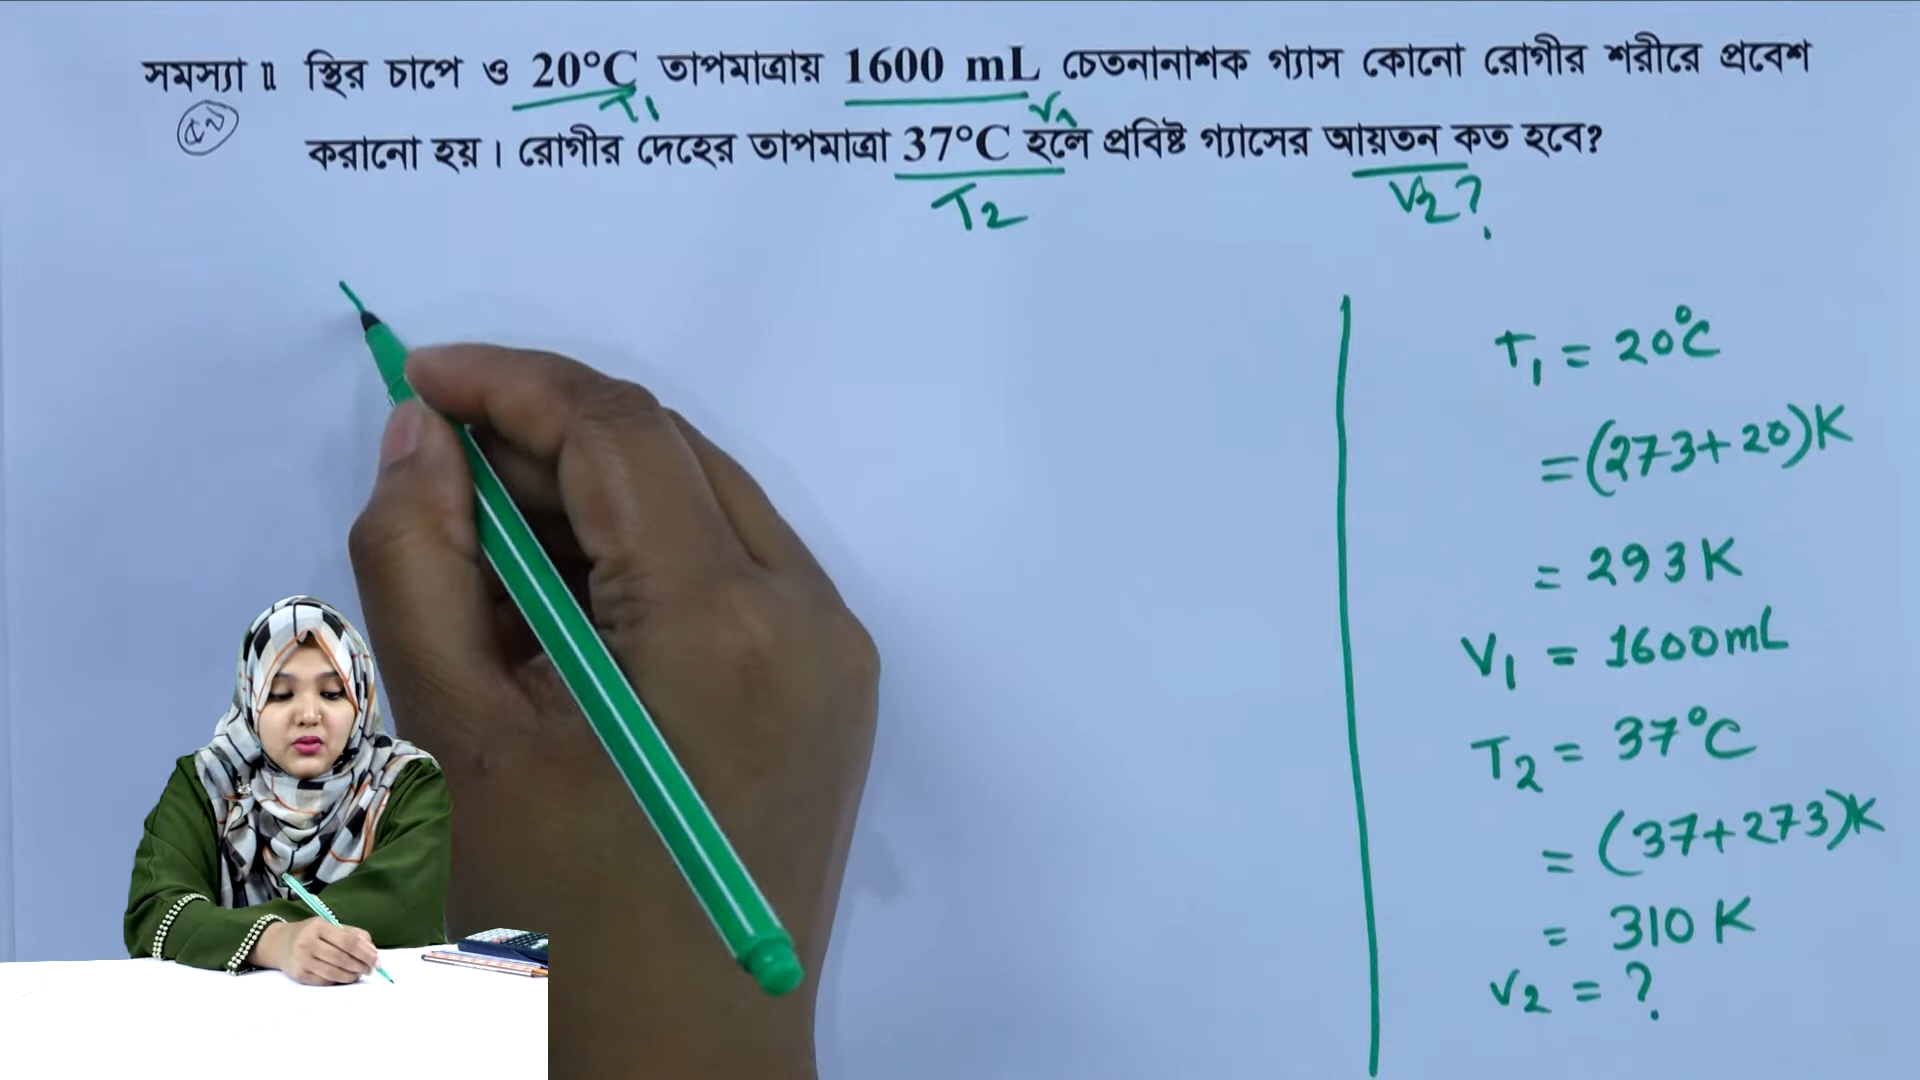 সমস্যা ॥ স্থির চাপে ও 20°C তাপমাত্রায় 1600 mL চেতনানাশক গ্যাস কোনো রোগীর শরীরে প্রবেশ
T₁ V₁
করানো হয়। রোগীর দেহের তাপমাত্রা 37°C হলে প্রবিষ্ট গ্যাসের আয়তন কত হবে?
T₂ V₂?
T₁ = 20°C
= (273+20)K
= 293K
V₁ = 1600mL
T₂ = 37°C
= (37+273)K
= 310 K
V₂ = ?